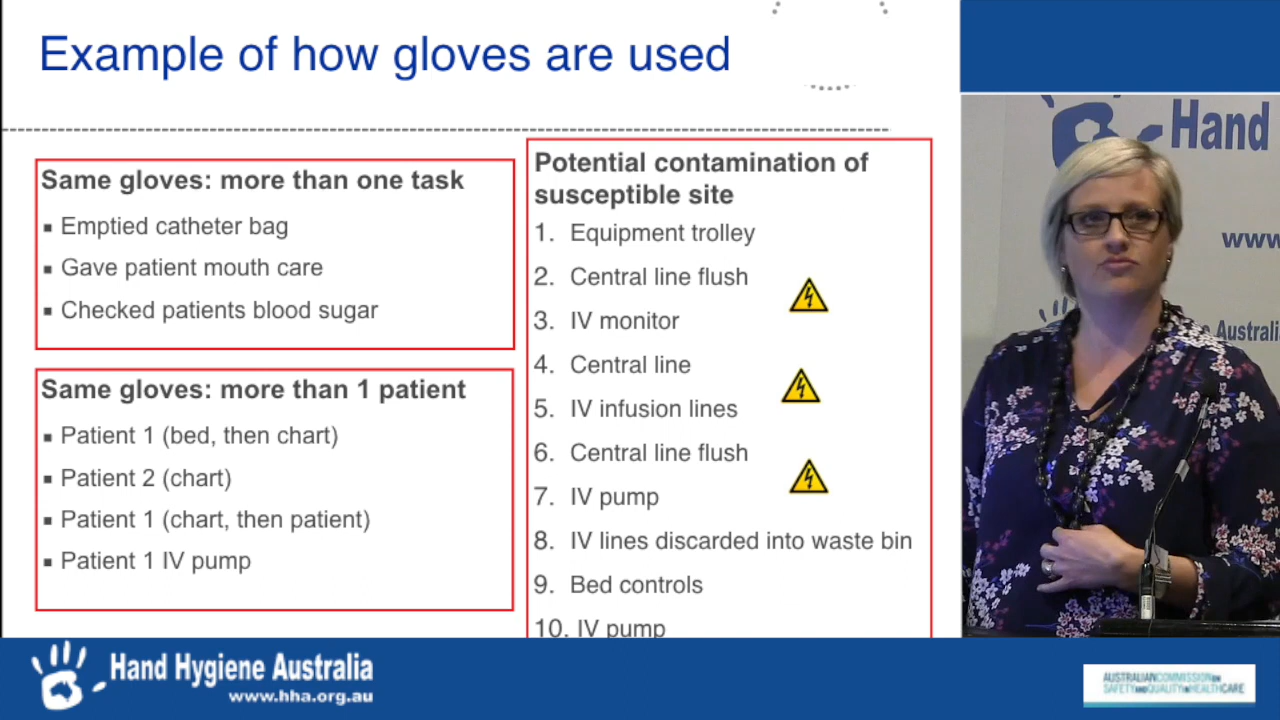 Example of how gloves are used
Same gloves: more than one task
▪ Emptied catheter bag
▪ Gave patient mouth care
▪ Checked patients blood sugar
Same gloves: more than 1 patient
▪ Patient 1 (bed, then chart)
▪ Patient 2 (chart)
▪ Patient 1 (chart, then patient)
▪ Patient 1 IV pump
Potential contamination of
susceptible site
1. Equipment trolley
2. Central line flush
3. IV monitor
4. Central line
5. IV infusion lines
6. Central line flush
7. IV pump
8. IV lines discarded into waste bin
9. Bed controls
10. IV pump
Hand
www.
Australia
Hand Hygiene Australia
www.hha.org.au
AUSTRALIAN COMMISSION ON
SAFETY AND QUALITY IN HEALTH CARE